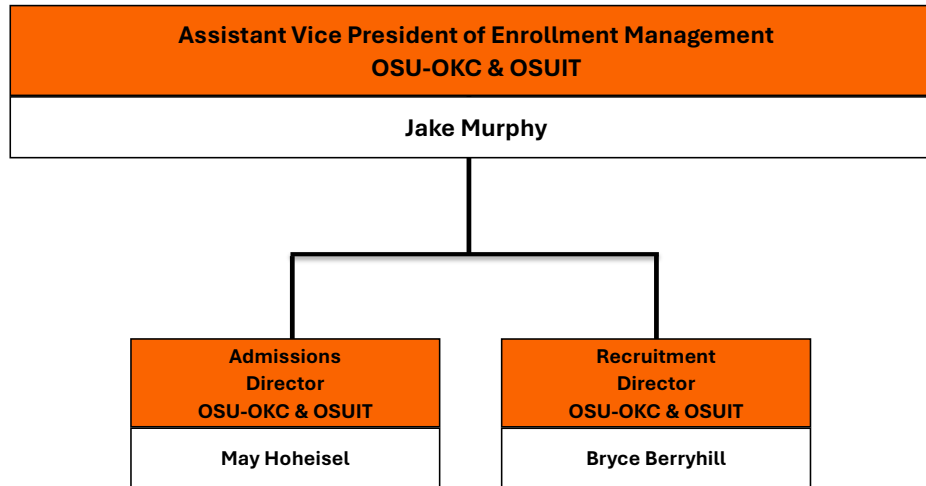 Assistant Vice President of Enrollment Management
OSU-OKC & OSUIT
Jake Murphy
Admissions
Director
OSU-OKC & OSUIT
May Hoheisel
Recruitment
Director
OSU-OKC & OSUIT
Bryce Berryhill